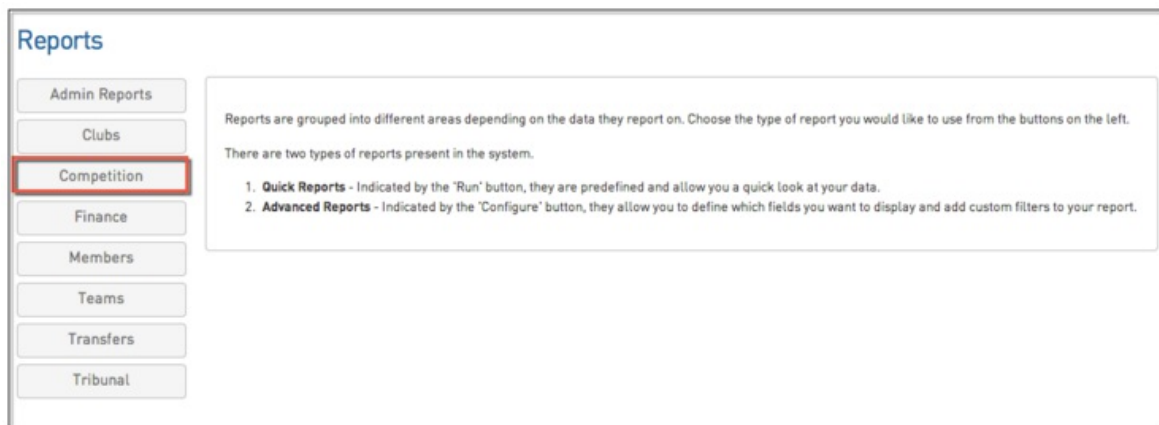 Reports
Admin Reports
Clubs
Competition
Finance
Members
Teams
Transfers
Tribunal
Reports are grouped into different areas depending on the data they report on. Choose the type of report you would like to use from the buttons on the left.
There are two types of reports present in the system.
1. Quick Reports - Indicated by the 'Run' button, they are predefined and allow you a quick look at your data.
2. Advanced Reports - Indicated by the 'Configure' button, they allow you to define which fields you want to display and add custom filters to your report.